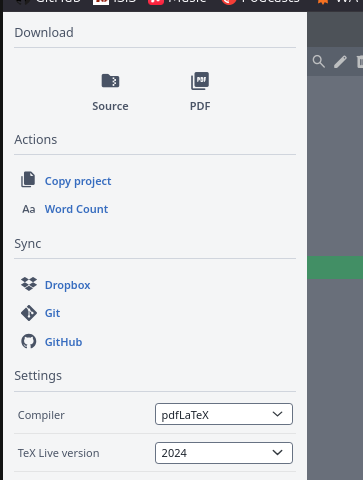 GitHub ISIS Music Podcasts WA
Download
Source PDF
Actions
Copy project
Aa Word Count
Sync
Dropbox
Git
GitHub
Settings
Compiler pdfLaTeX
TeX Live version 2024